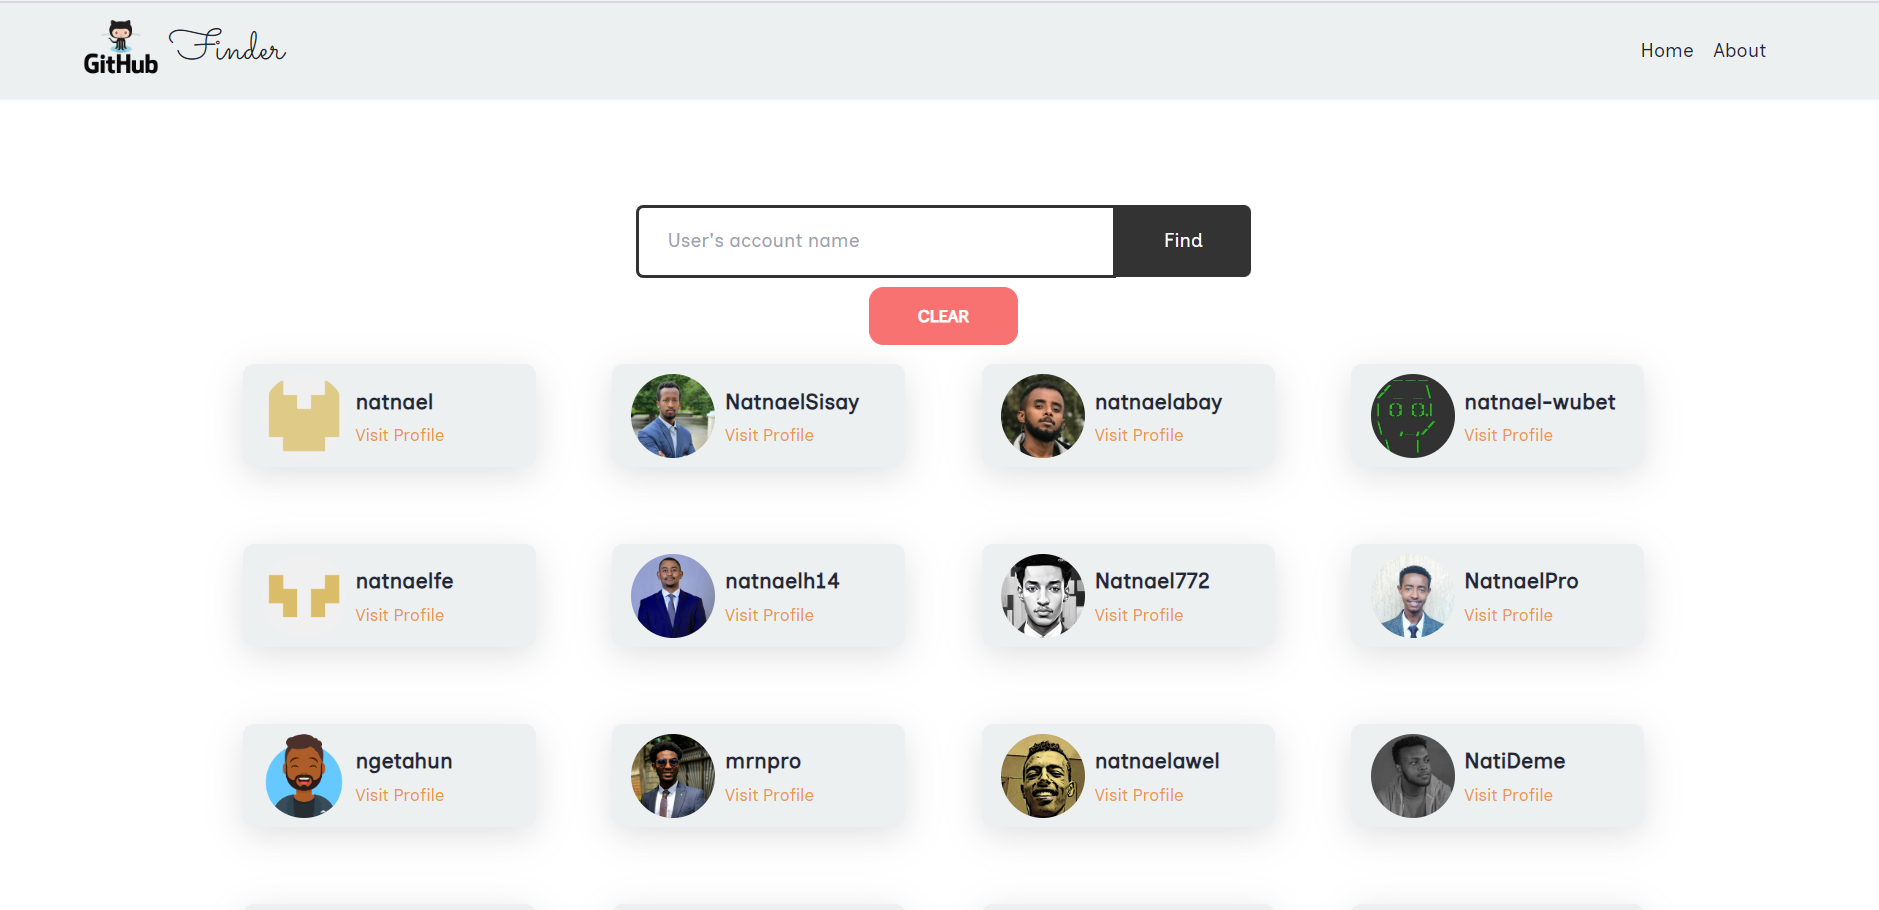 GitHub Finder
Home About
User's account name Find
CLEAR
natnael
Visit Profile
NatnaelSisay
Visit Profile
natnaelabay
Visit Profile
natnael-wubet
Visit Profile
natnaelfe
Visit Profile
natnaelh14
Visit Profile
Natnael772
Visit Profile
NatnaelPro
Visit Profile
ngetahun
Visit Profile
mrnpro
Visit Profile
natnaelawel
Visit Profile
NatiDeme
Visit Profile